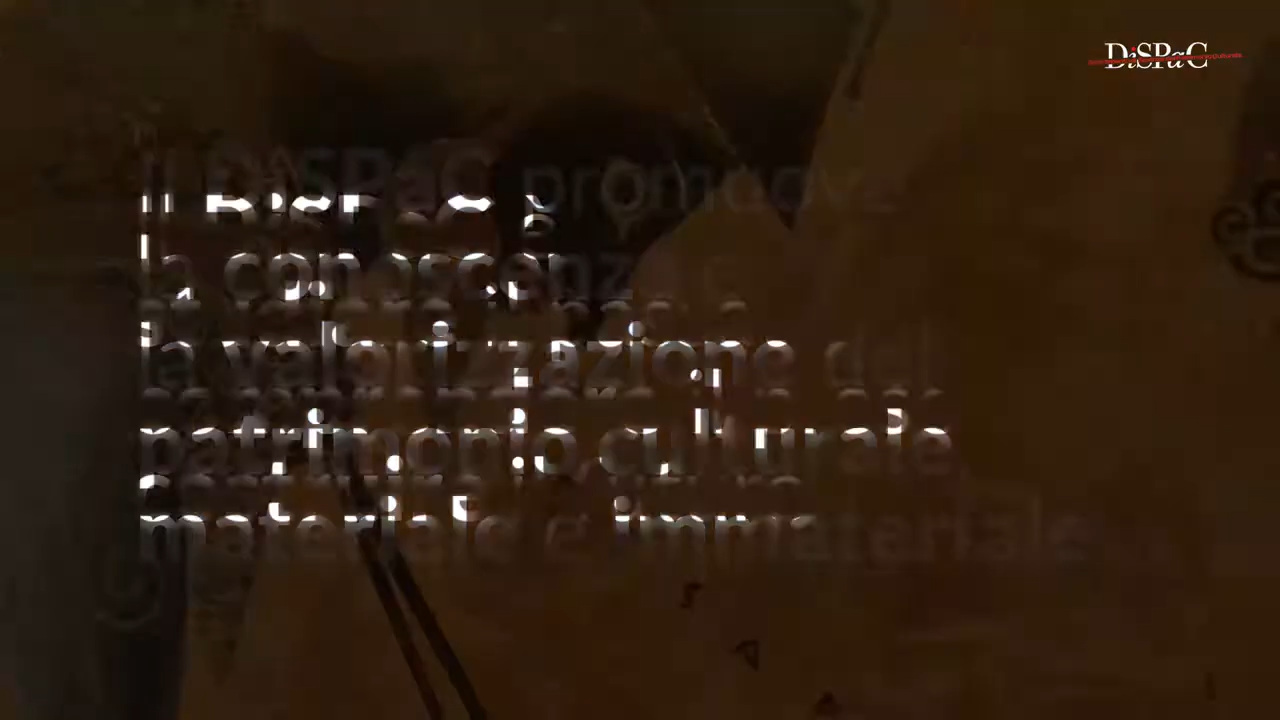 DiSPaC
Il DiSPaC promuove
la conoscenza e
la valorizzazione del
patrimonio culturale
materiale e immateriale